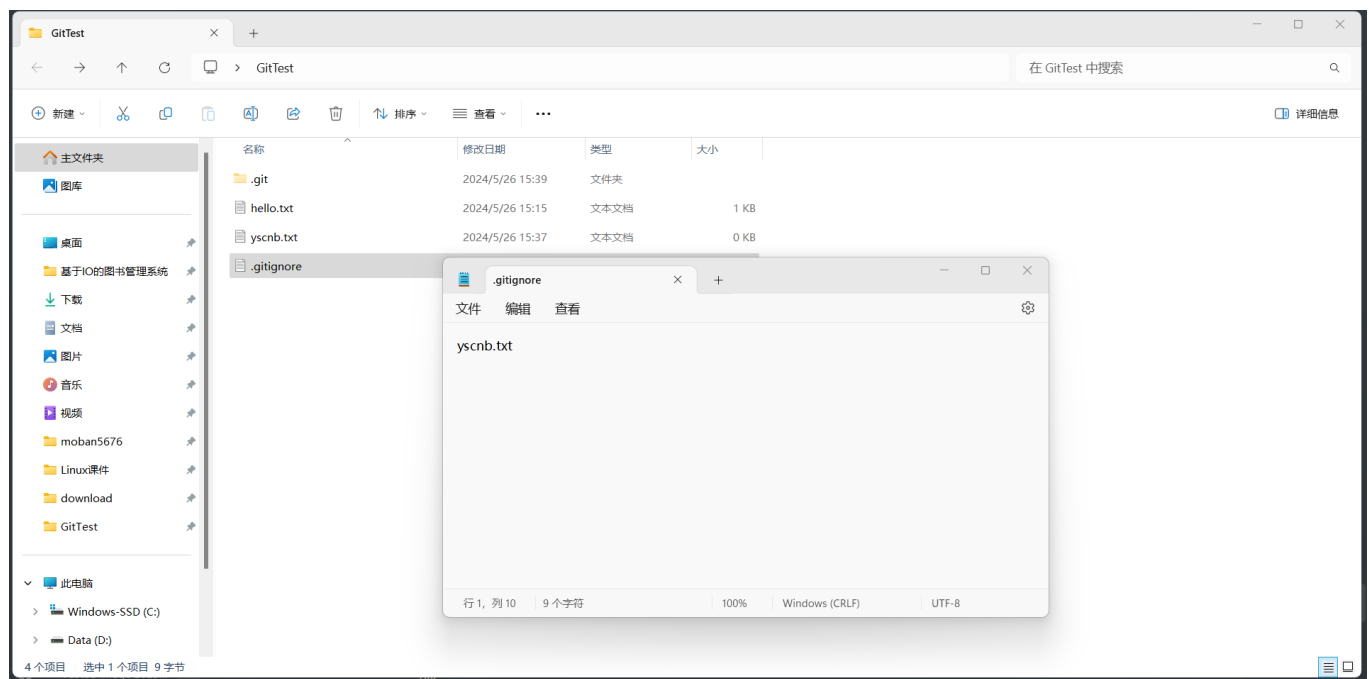 GitTest
GitTest
在 GitTest 中搜索
新建
排序
查看
详细信息
名称
修改日期
类型
大小
主文件夹
图库
桌面
基于IO的图书管理系统
下载
文档
图片
音乐
视频
moban5676
Linux课件
download
GitTest
此电脑
Windows-SSD (C:)
Data (D:)
.git 2024/5/26 15:39 文件夹
hello.txt 2024/5/26 15:15 文本文档 1 KB
yscnb.txt 2024/5/26 15:37 文本文档 0 KB
.gitignore
.gitignore
文件 编辑 查看
yscnb.txt
行 1，列 10 9 个字符 100% Windows (CRLF) UTF-8
4 个项目 选中 1 个项目 9 字节